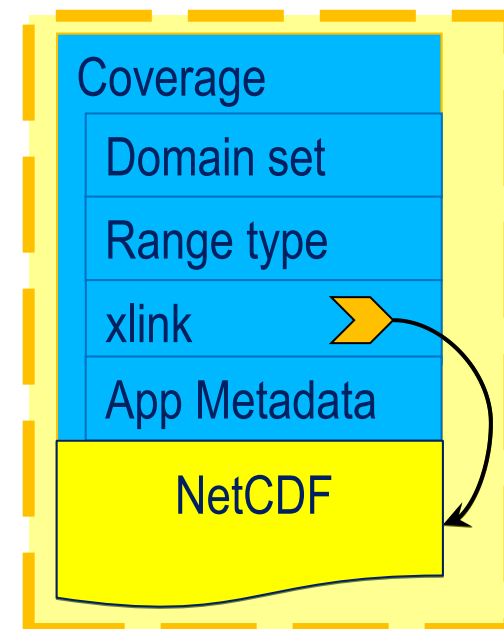 Coverage
Domain set
Range type
xlink
App Metadata
NetCDF